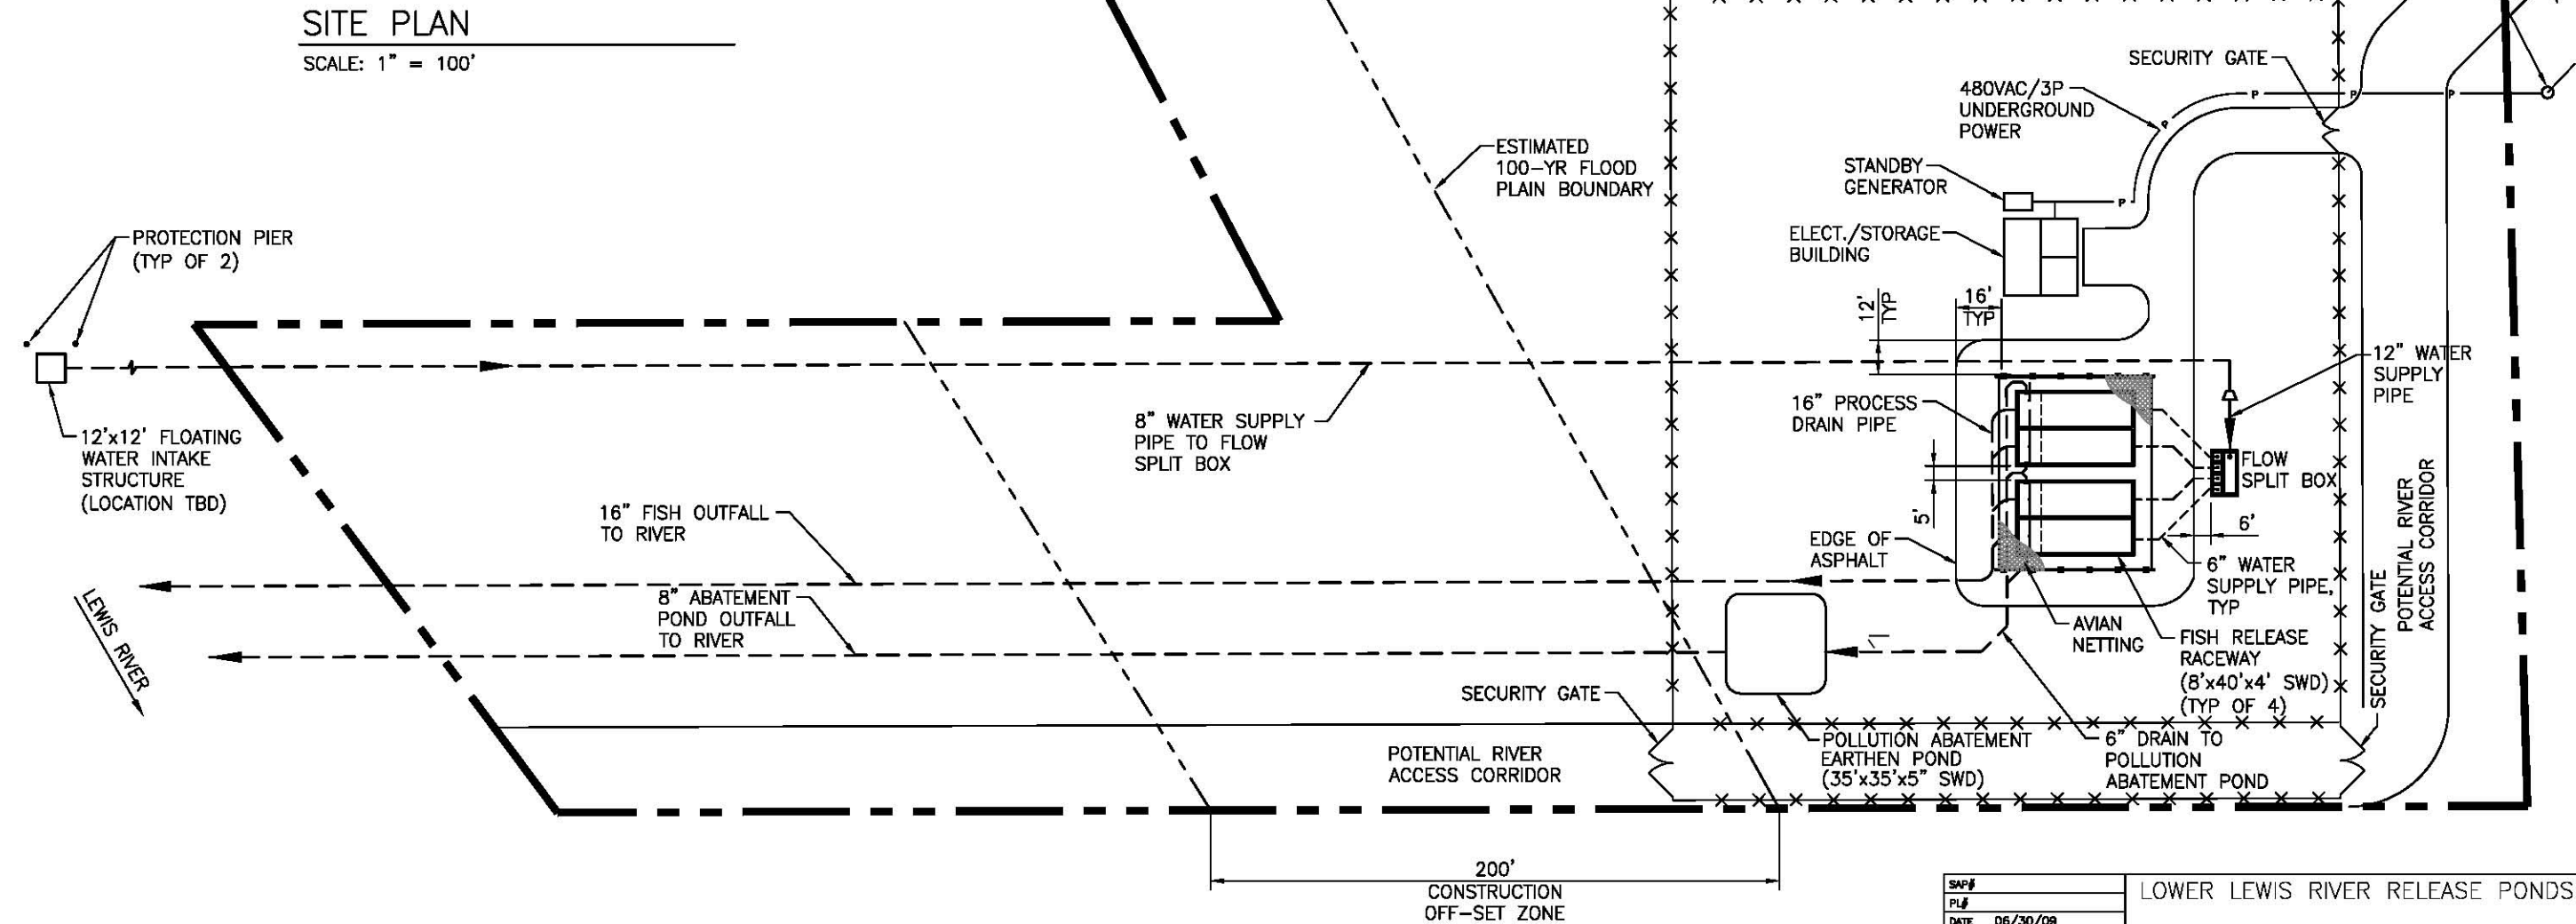 SITE PLAN
SCALE: 1" = 100'
SECURITY GATE
480VAC/3P
UNDERGROUND
POWER
P
P
P
P
P
ESTIMATED
100-YR FLOOD
PLAIN BOUNDARY
STANDBY
GENERATOR
ELECT./STORAGE
BUILDING
PROTECTION PIER
(TYP OF 2)
12'
TYP
16'
TYP
12" WATER
SUPPLY
PIPE
8" WATER SUPPLY
PIPE TO FLOW
SPLIT BOX
16" PROCESS
DRAIN PIPE
12'x12' FLOATING
WATER INTAKE
STRUCTURE
(LOCATION TBD)
FLOW
SPLIT BOX
16" FISH OUTFALL
TO RIVER
5'
6'
EDGE OF
ASPHALT
6" WATER
SUPPLY PIPE,
TYP
POTENTIAL RIVER
ACCESS CORRIDOR
SECURITY GATE
LEWIS RIVER
8" ABATEMENT
POND OUTFALL
TO RIVER
AVIAN
NETTING
FISH RELEASE
RACEWAY
(8'x40'x4' SWD)
(TYP OF 4)
SECURITY GATE
POTENTIAL RIVER
ACCESS CORRIDOR
POLLUTION ABATEMENT
EARTHEN POND
(35'x35'x5" SWD)
6" DRAIN TO
POLLUTION
ABATEMENT POND
200'
CONSTRUCTION
OFF-SET ZONE
SAP#
PL#
DATE 06/30/09
LOWER LEWIS RIVER RELEASE PONDS